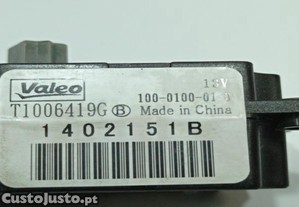 Valeo
12V
T1006419G B
100-0100-01
Made in China
1402151B
CustoJusto.pt